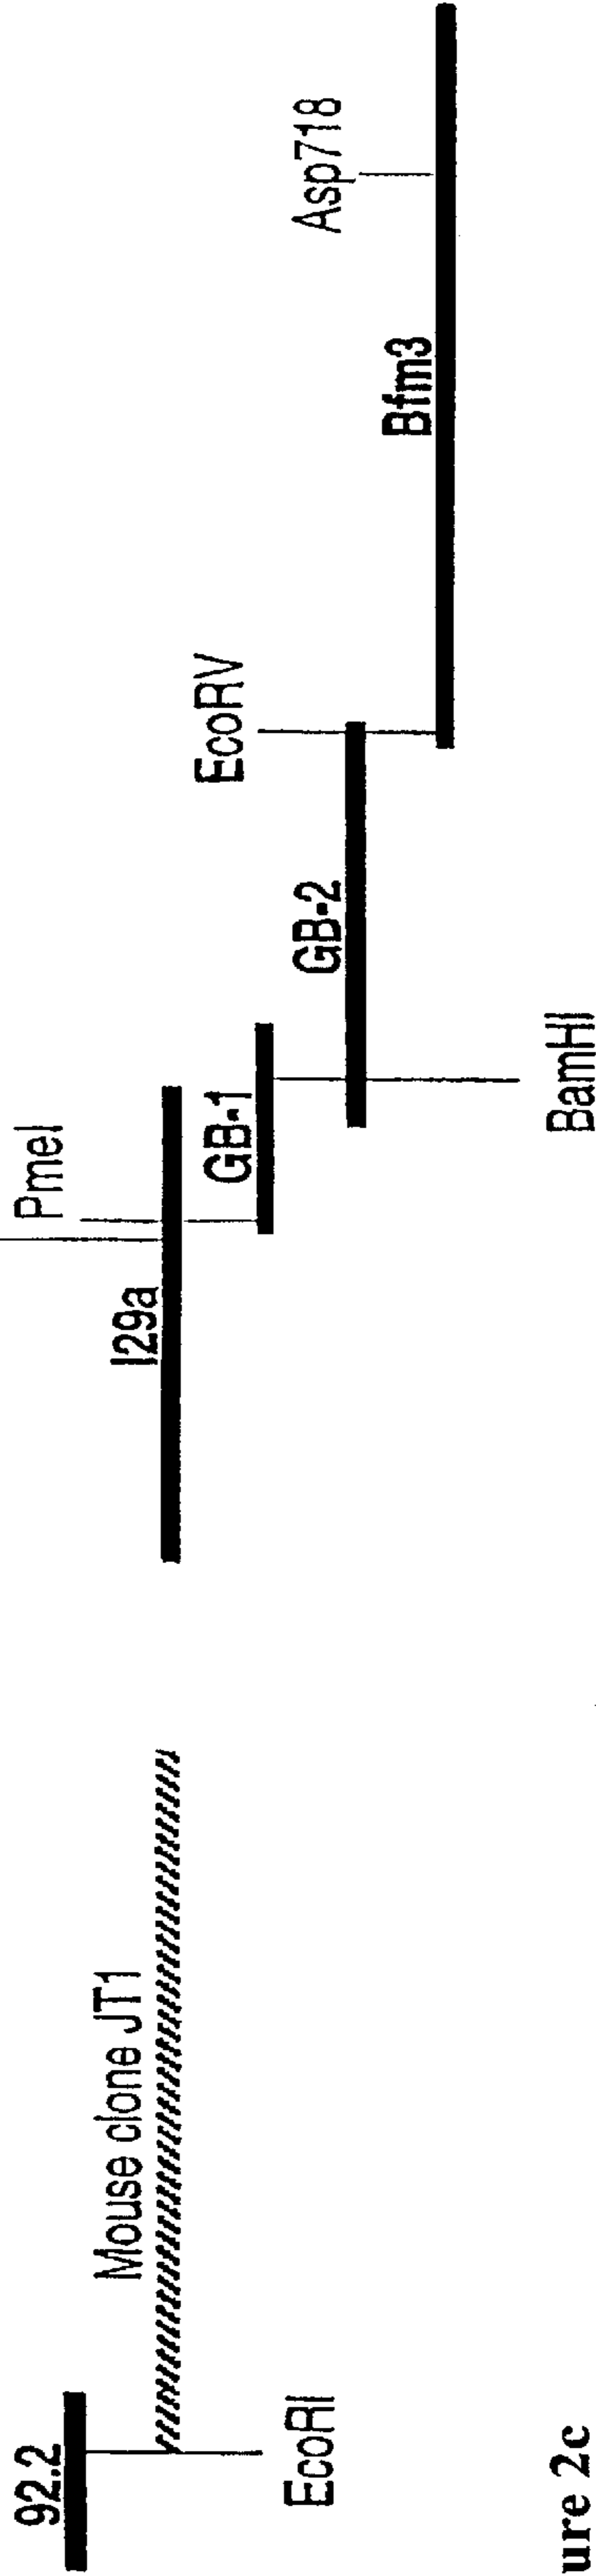 92.2
Mouse clone JT1
EcoRI
I29a
PmeI
GB-1
GB-2
BamHI
EcoRV
Bfm3
Asp718
ure 2c